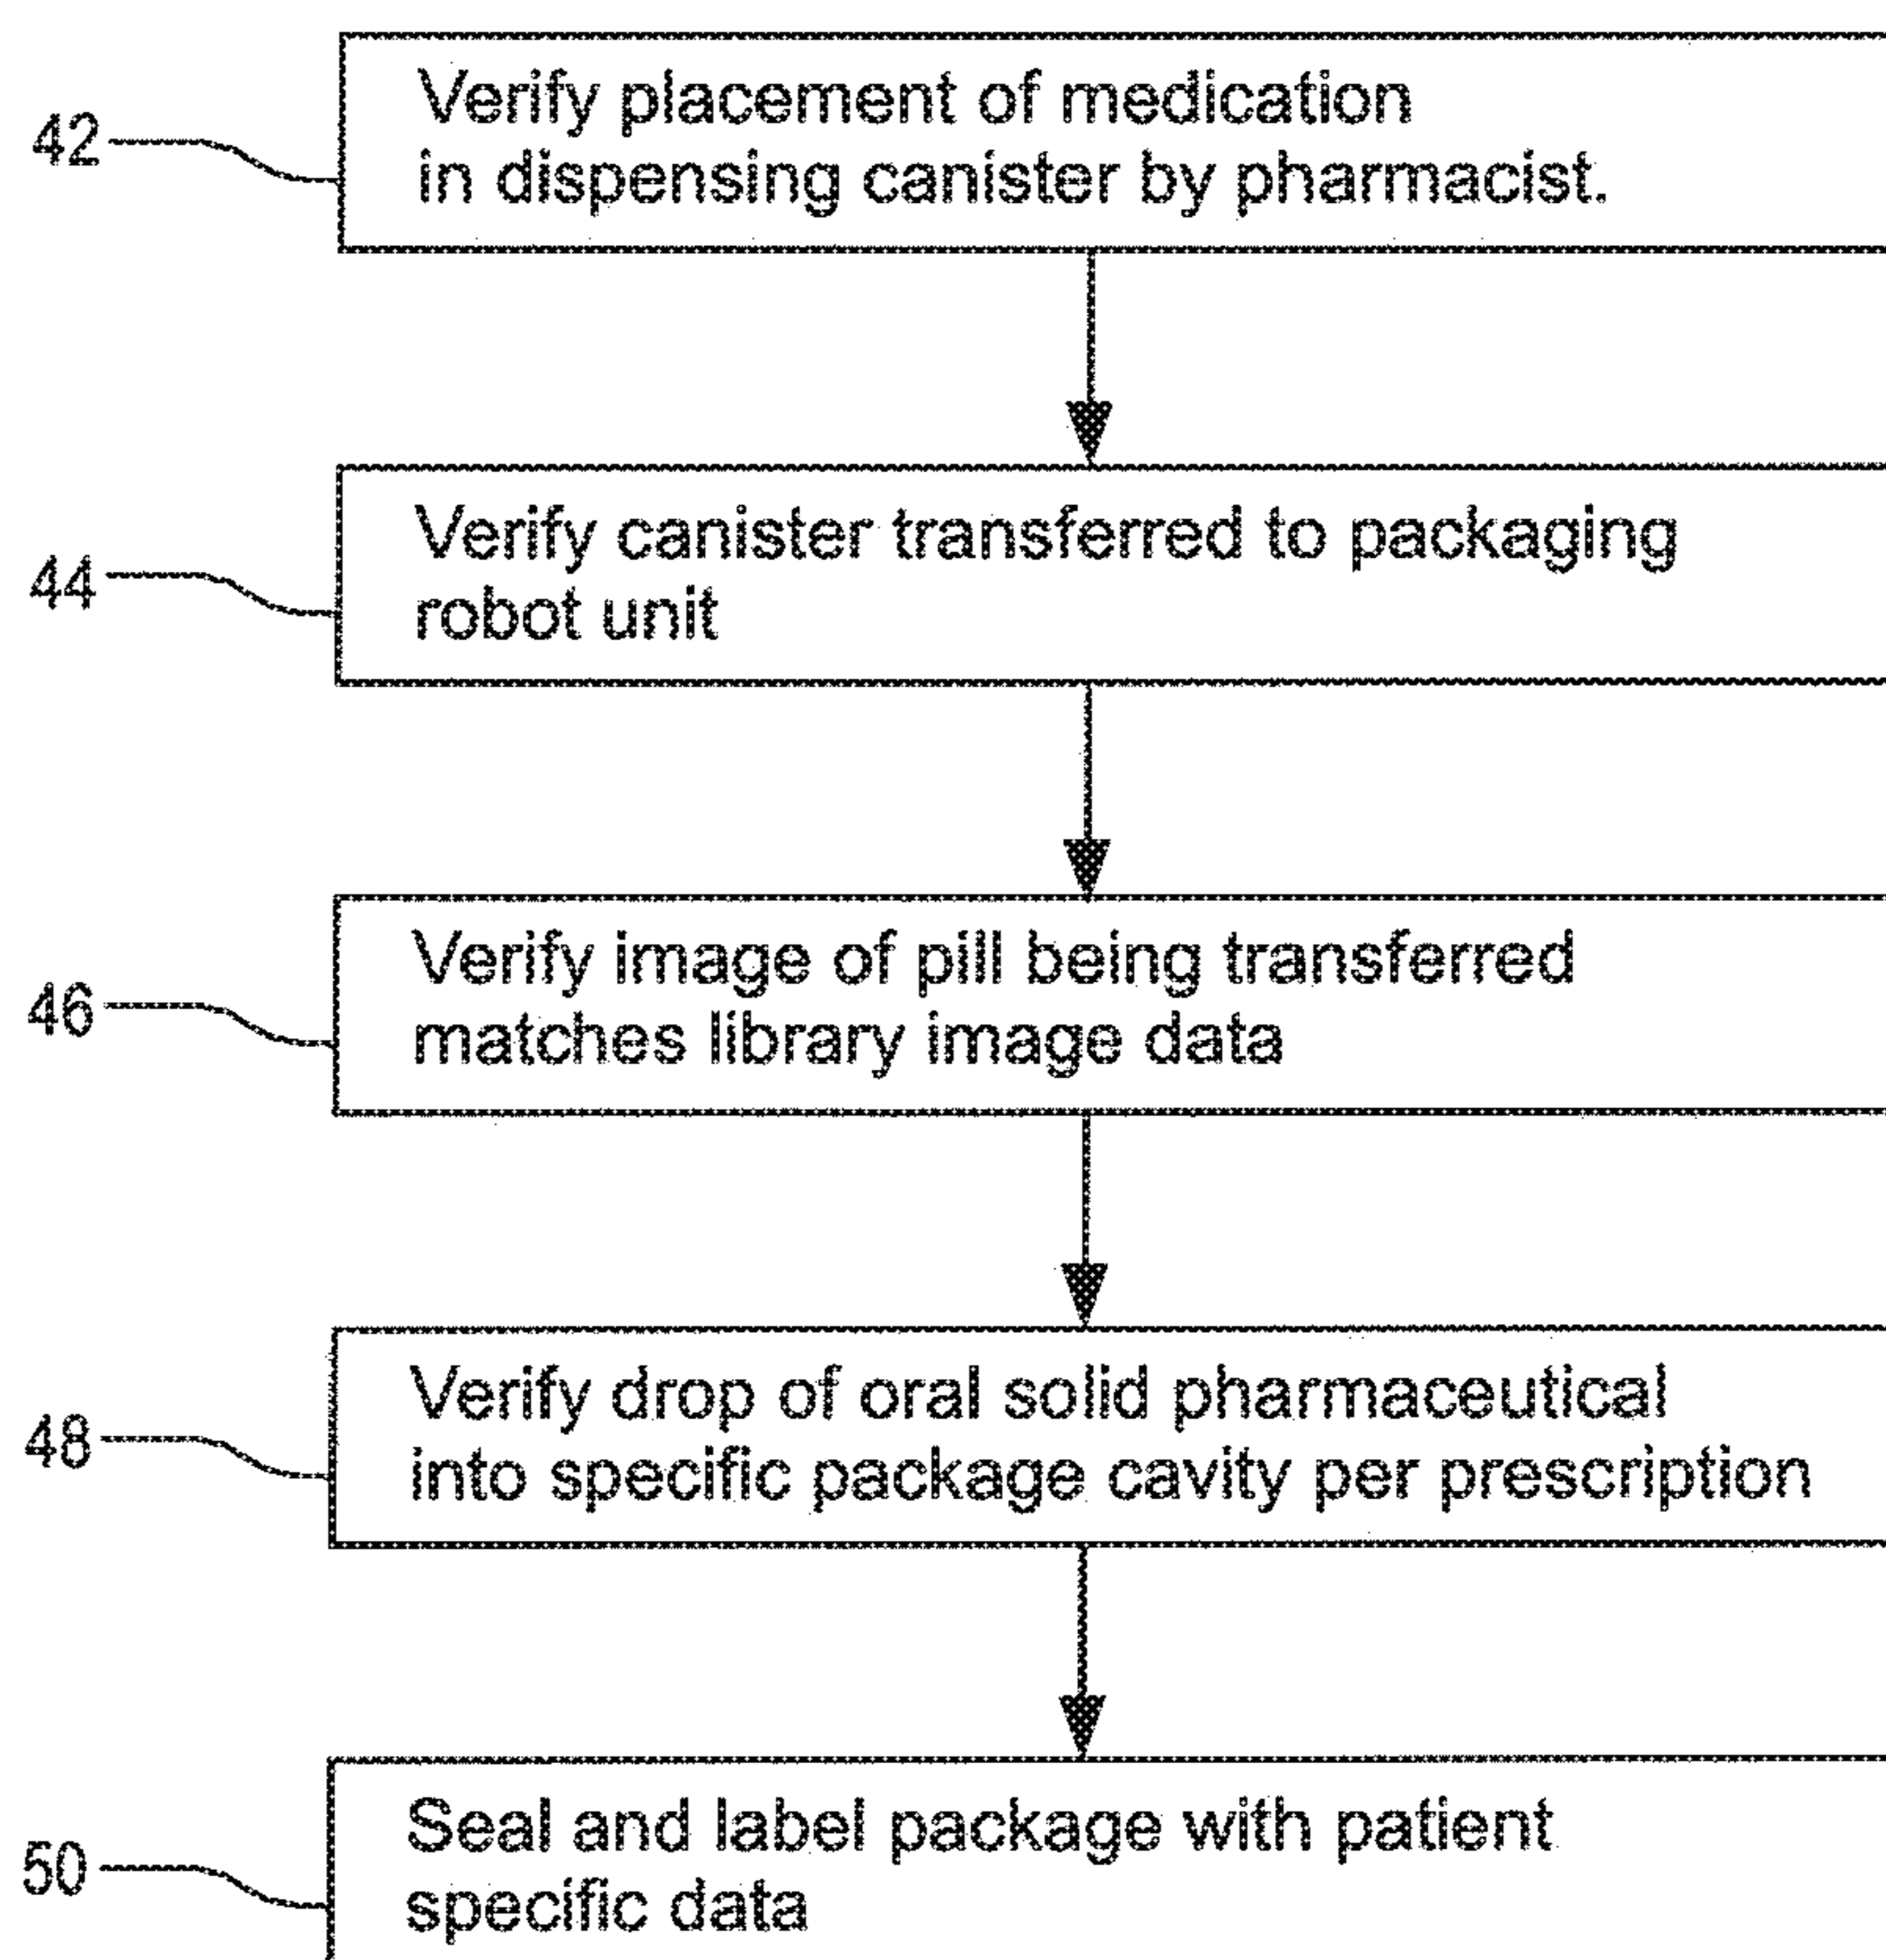 42
Verify placement of medication
in dispensing canister by pharmacist.
44
Verify canister transferred to packaging
robot unit
46
Verify image of pill being transferred
matches library image data
48
Verify drop of oral solid pharmaceutical
into specific package cavity per prescription
50
Seal and label package with patient
specific data